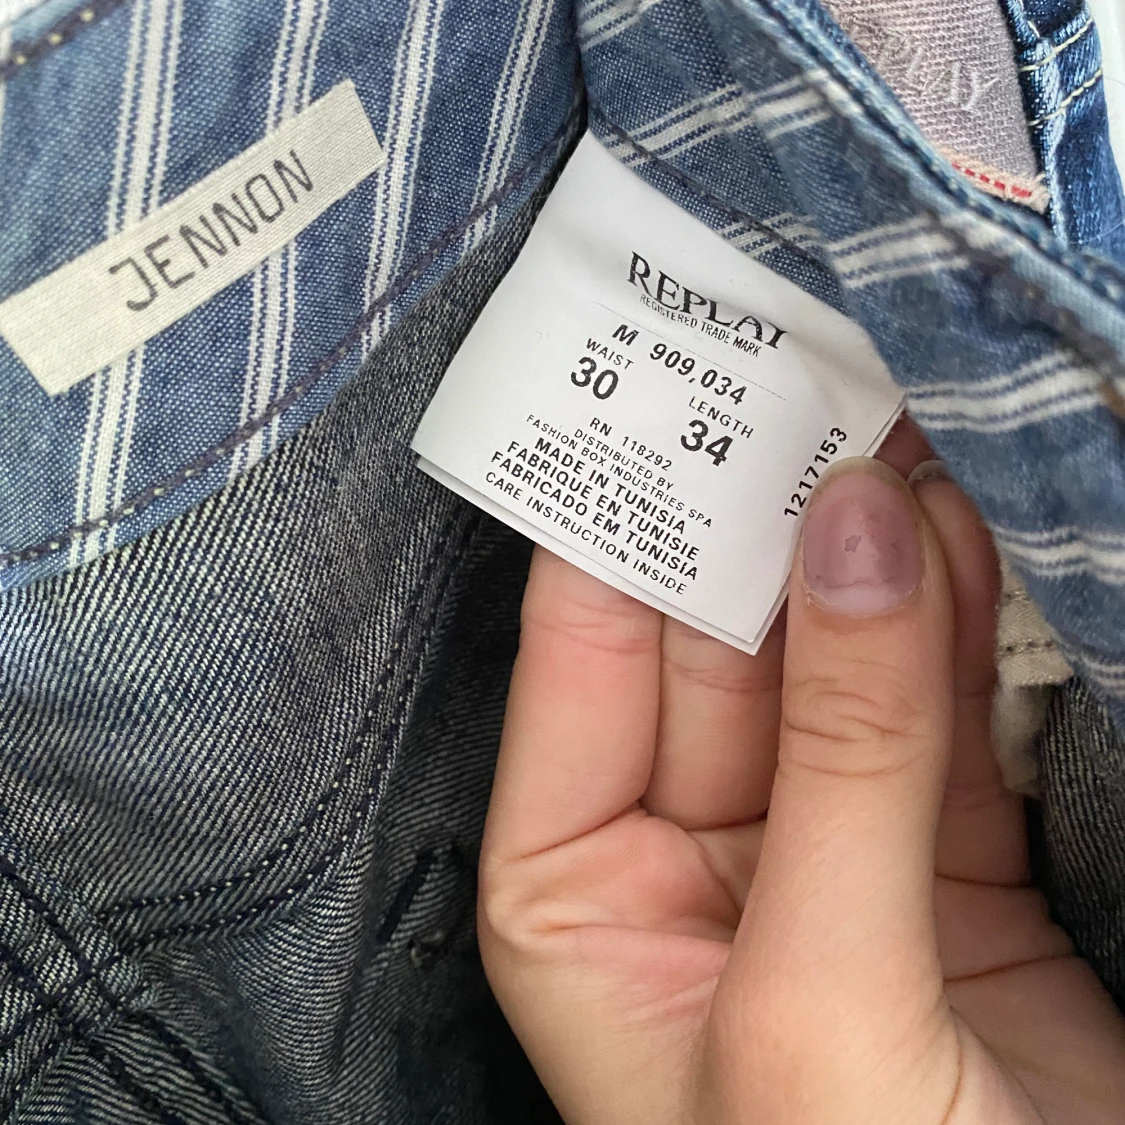 JENNON
REPLAY
REGISTERED TRADE MARK
M 909,034
WAIST LENGTH
30 34
RN 118292
DISTRIBUTED BY
FASHION BOX INDUSTRIES SPA
MADE IN TUNISIA
FABRIQUE EN TUNISIE
FABRICADO EM TUNISIA
CARE INSTRUCTION INSIDE
1217153